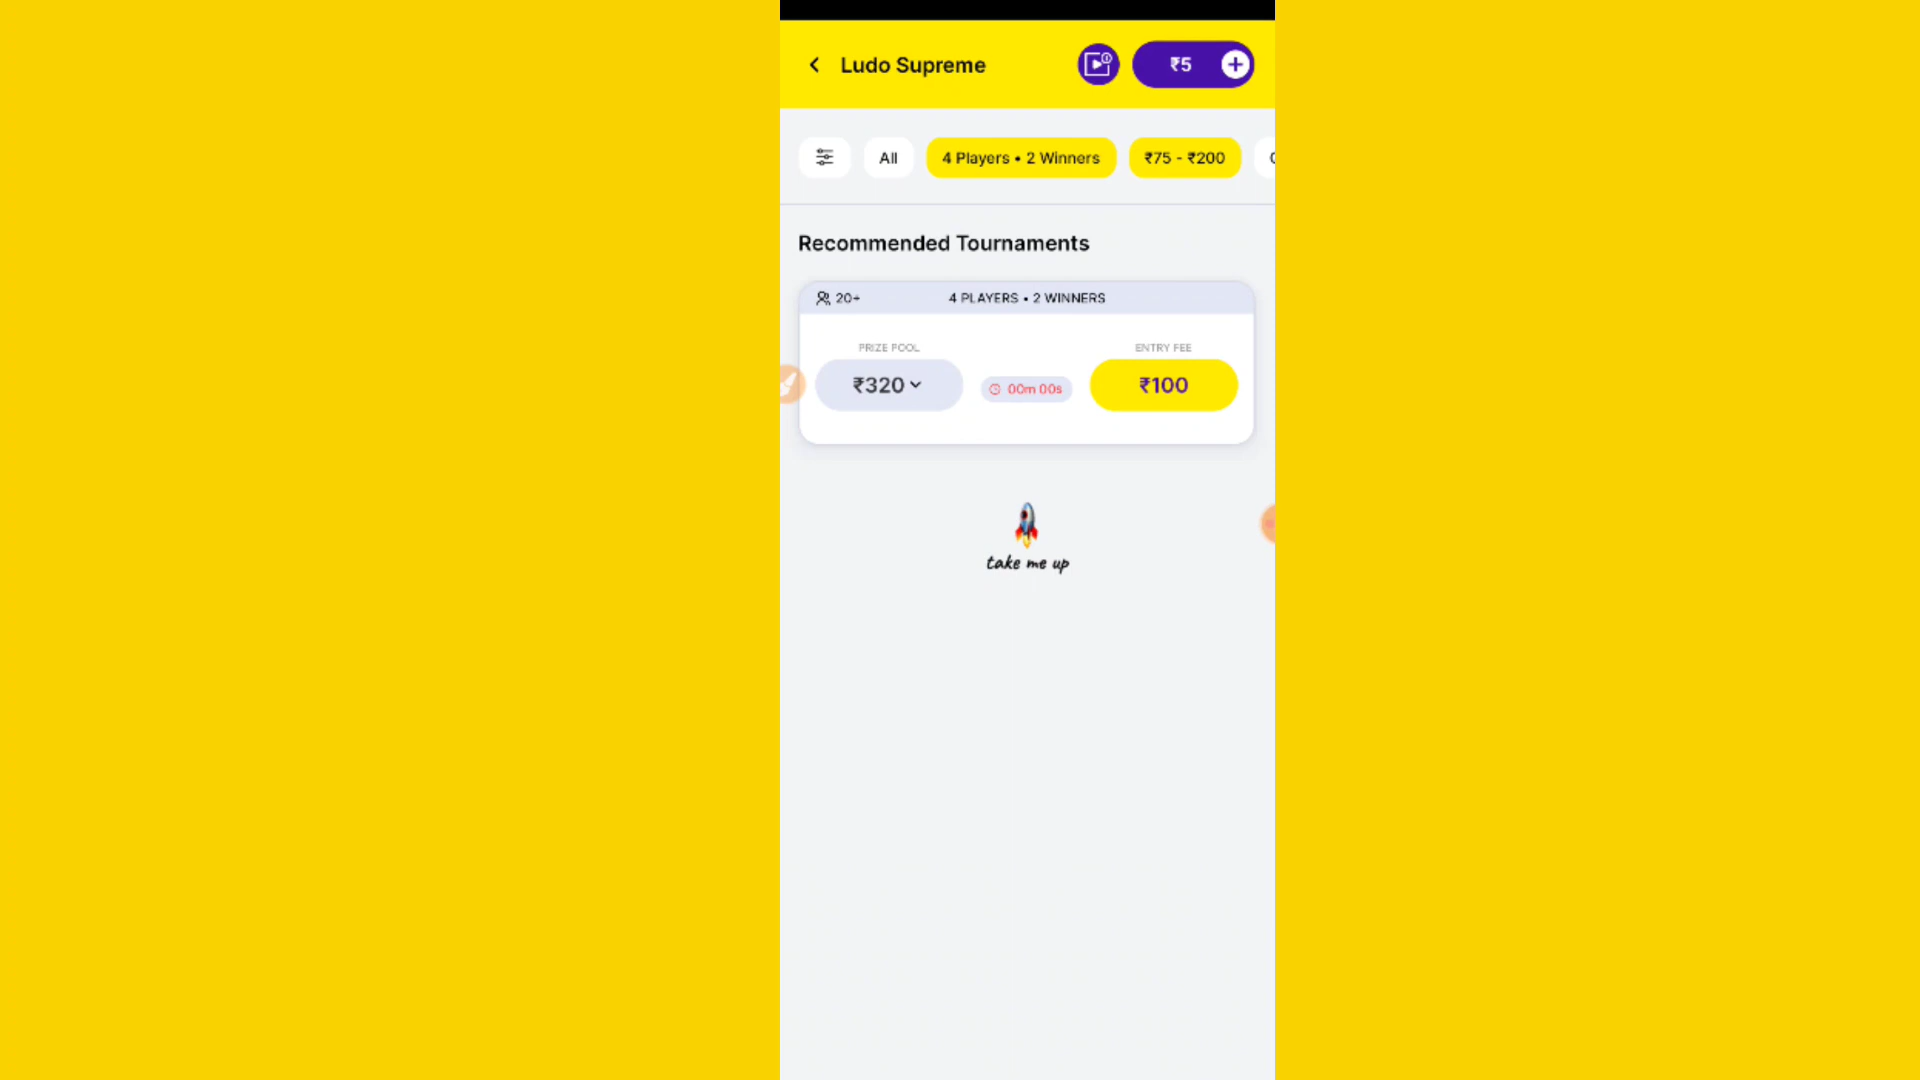 Ludo Supreme
₹5
All
4 Players • 2 Winners
₹75 - ₹200
Recommended Tournaments
20+
4 PLAYERS • 2 WINNERS
PRIZE POOL
ENTRY FEE
₹320
00m 00s
₹100
take me up